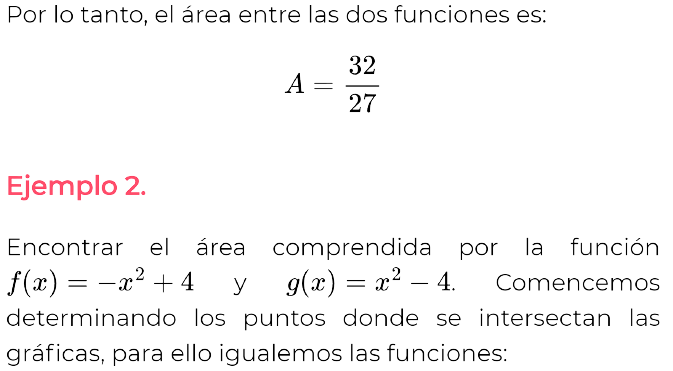 Por lo tanto, el área entre las dos funciones es:
A = 32/27
Ejemplo 2.
Encontrar el área comprendida por la función
f(x) = −x² + 4 y g(x) = x² − 4. Comencemos
determinando los puntos donde se intersectan las
gráficas, para ello igualemos las funciones: